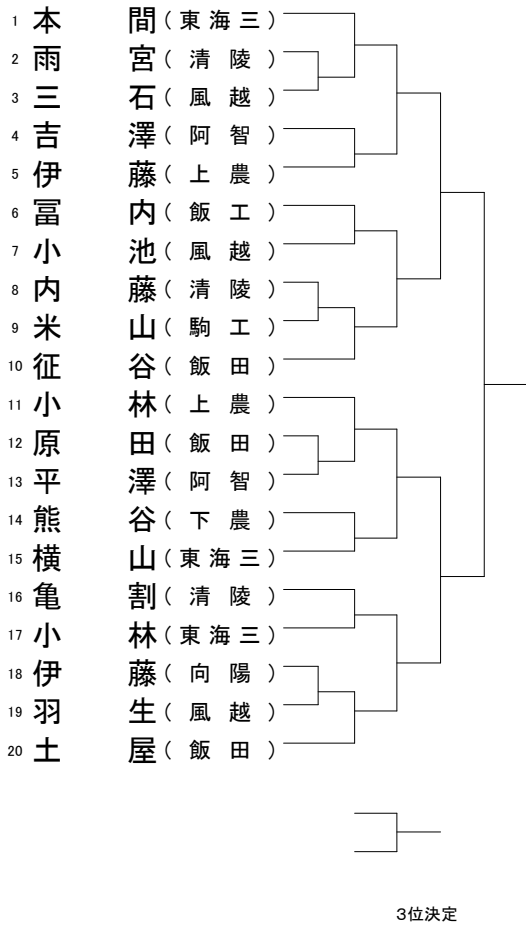 1 本間(東海三)
2 雨宮(清陵)
3 三石(風越)
4 吉澤(阿智)
5 伊藤(上農)
6 冨内(飯工)
7 小池(風越)
8 内藤(清陵)
9 米山(駒工)
10 征谷(飯田)
11 小林(上農)
12 原田(飯田)
13 平澤(阿智)
14 熊谷(下農)
15 横山(東海三)
16 亀割(清陵)
17 小林(東海三)
18 伊藤(向陽)
19 羽生(風越)
20 土屋(飯田)
3位決定